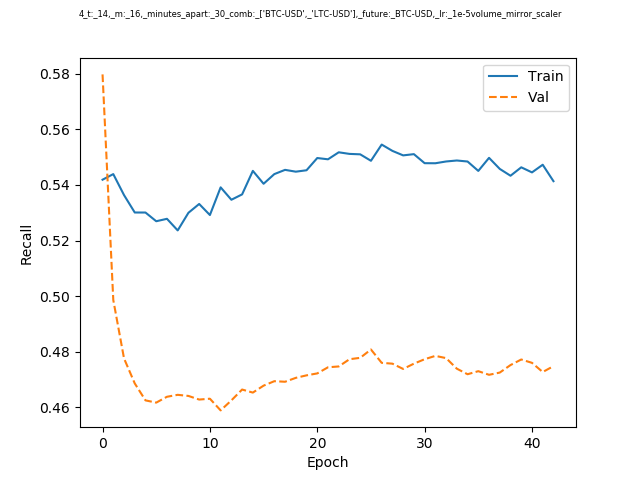 4_t:_14,_m:_16,_minutes_apart:_30_comb:_['BTC-USD',_'LTC-USD'],_future:_BTC-USD,_lr:_1e-5volume_mirror_scaler
Train
Val
0.58
0.56
0.54
0.52
0.50
0.48
0.46
Recall
0 10 20 30 40
Epoch